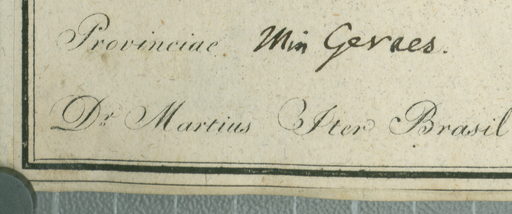 Provinciae Min Geraes.
Dr. Martius Iter Brasil